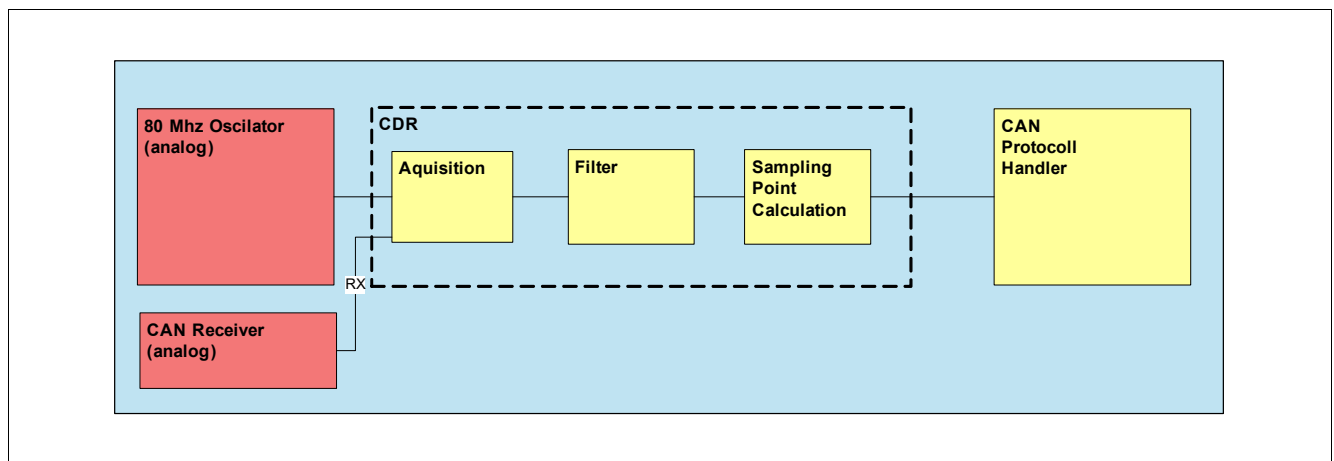 80 Mhz Oscilator
(analog)
CDR
Aquisition
Filter
Sampling
Point
Calculation
CAN
Protocoll
Handler
RX
CAN Receiver
(analog)